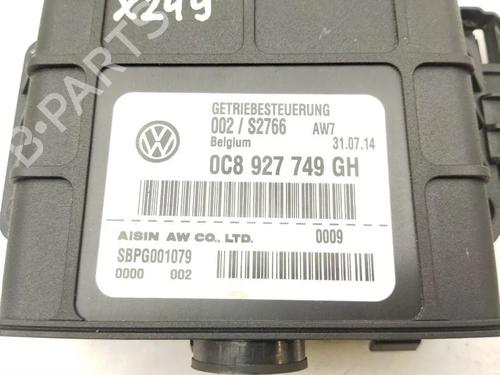 X249
B-PARTS
GETRIEBESTEUERUNG
002 / S2766 AW7
Belgium 31.07.14
0C8 927 749 GH
AISIN AW CO., LTD. 0009
SBPG001079
0000 002